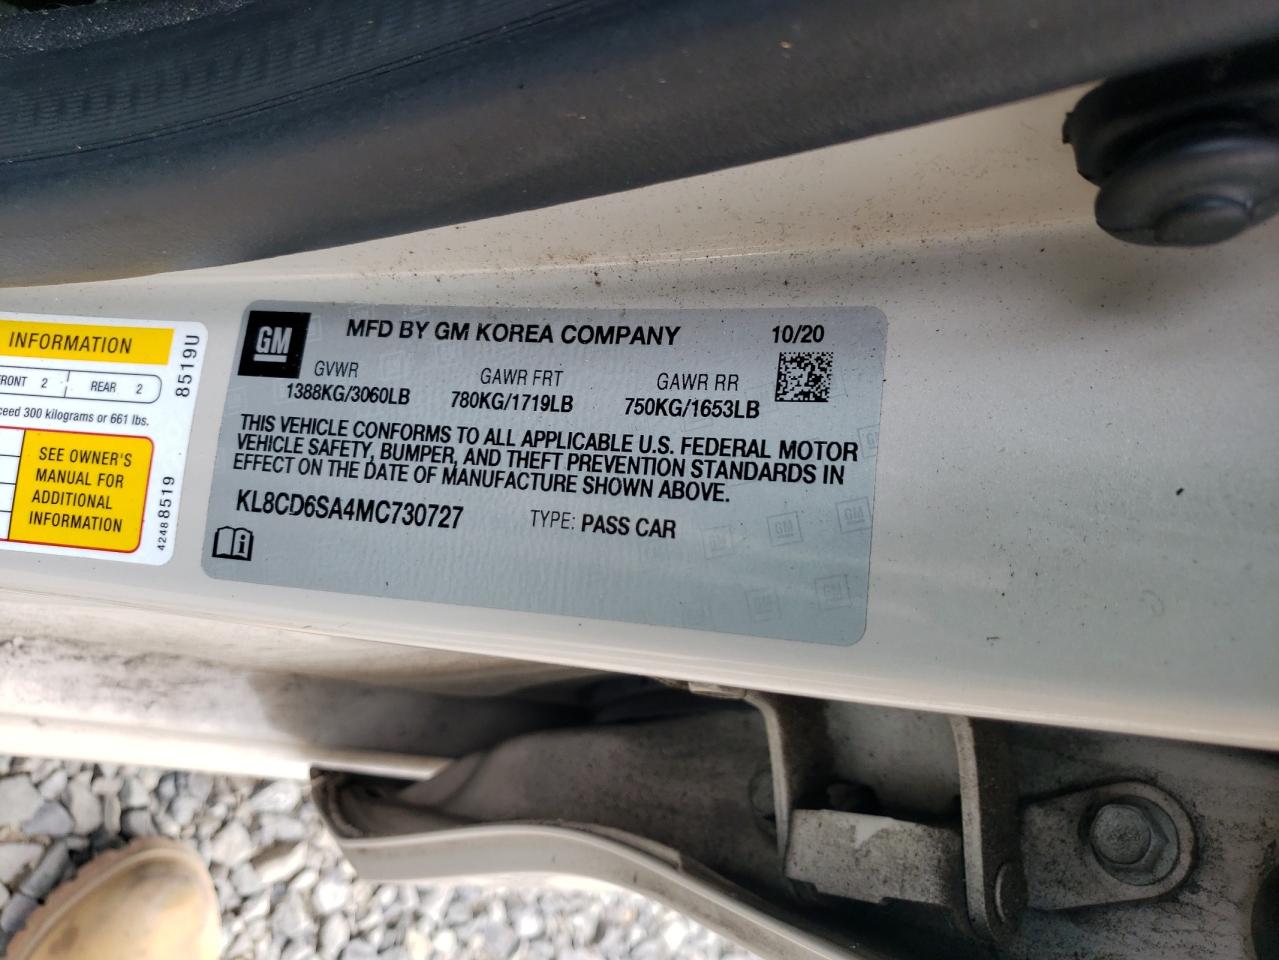 INFORMATION
FRONT 2 REAR 2
ceed 300 kilograms or 661 lbs.
SEE OWNER'S
MANUAL FOR
ADDITIONAL
INFORMATION
8519U
42488519
GM
MFD BY GM KOREA COMPANY 10/20
GVWR GAWR FRT GAWR RR
1388KG/3060LB 780KG/1719LB 750KG/1653LB
THIS VEHICLE CONFORMS TO ALL APPLICABLE U.S. FEDERAL MOTOR
VEHICLE SAFETY, BUMPER, AND THEFT PREVENTION STANDARDS IN
EFFECT ON THE DATE OF MANUFACTURE SHOWN ABOVE.
KL8CD6SA4MC730727 TYPE: PASS CAR